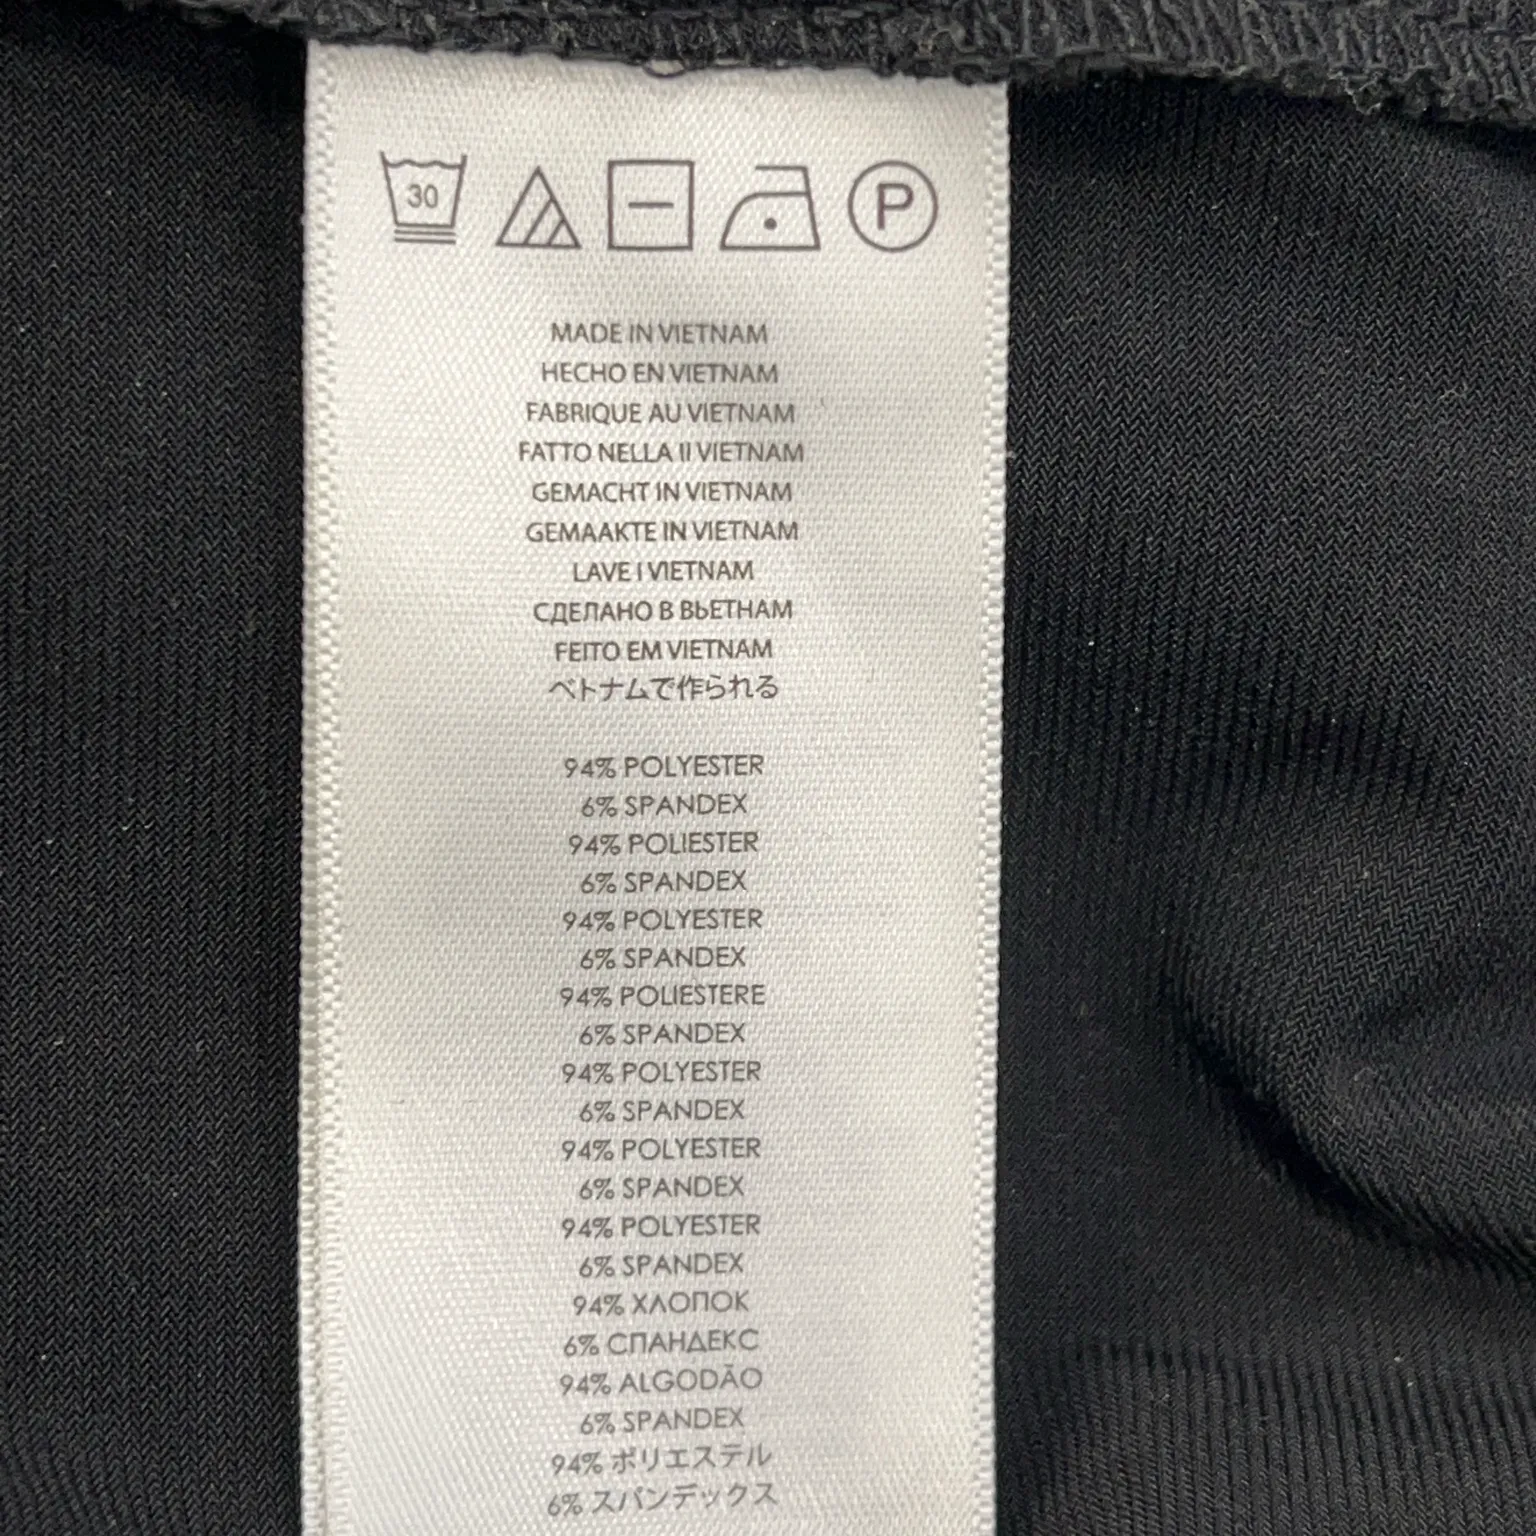 30
P
MADE IN VIETNAM
HECHO EN VIETNAM
FABRIQUE AU VIETNAM
FATTO NELLA II VIETNAM
GEMACHT IN VIETNAM
GEMAAKTE IN VIETNAM
LAVE I VIETNAM
СДЕЛАНО В ВЬЕТНАМ
FEITO EM VIETNAM
ベトナムで作られる
94% POLYESTER
6% SPANDEX
94% POLIESTER
6% SPANDEX
94% POLYESTER
6% SPANDEX
94% POLIESTERE
6% SPANDEX
94% POLYESTER
6% SPANDEX
94% POLYESTER
6% SPANDEX
94% POLYESTER
6% SPANDEX
94% ХЛОПОК
6% СПАНДЕКС
94% ALGODÃO
6% SPANDEX
94% ポリエステル
6% スパンデックス